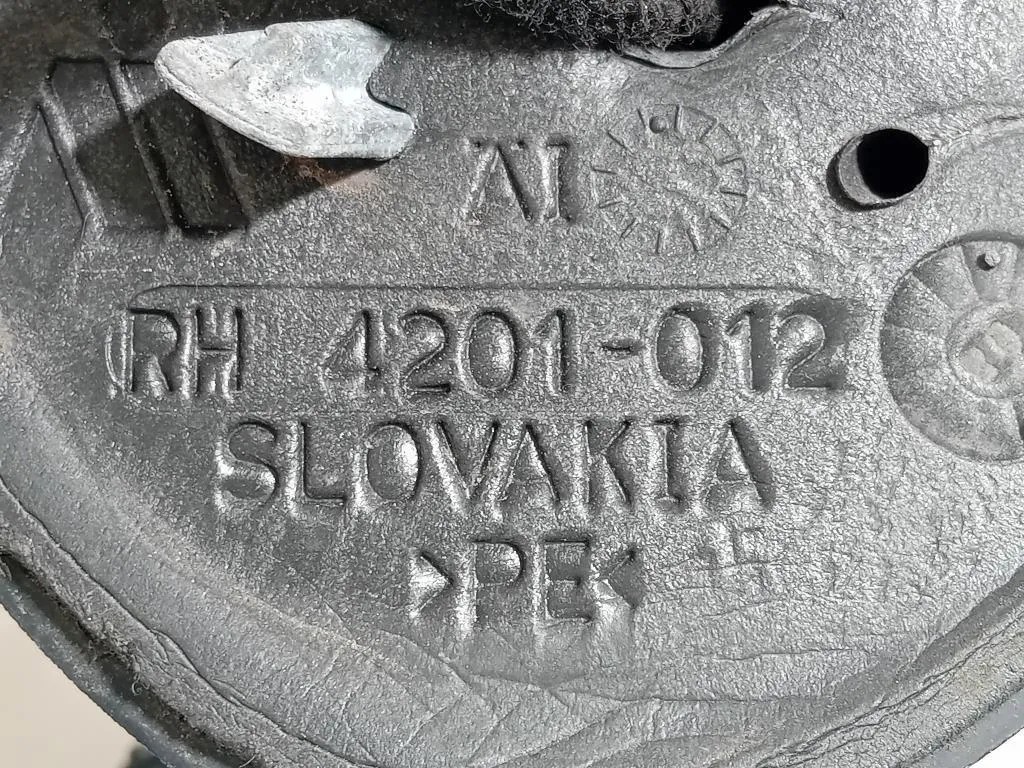 AI
RH 4201-012
SLOVAKIA
>PE<